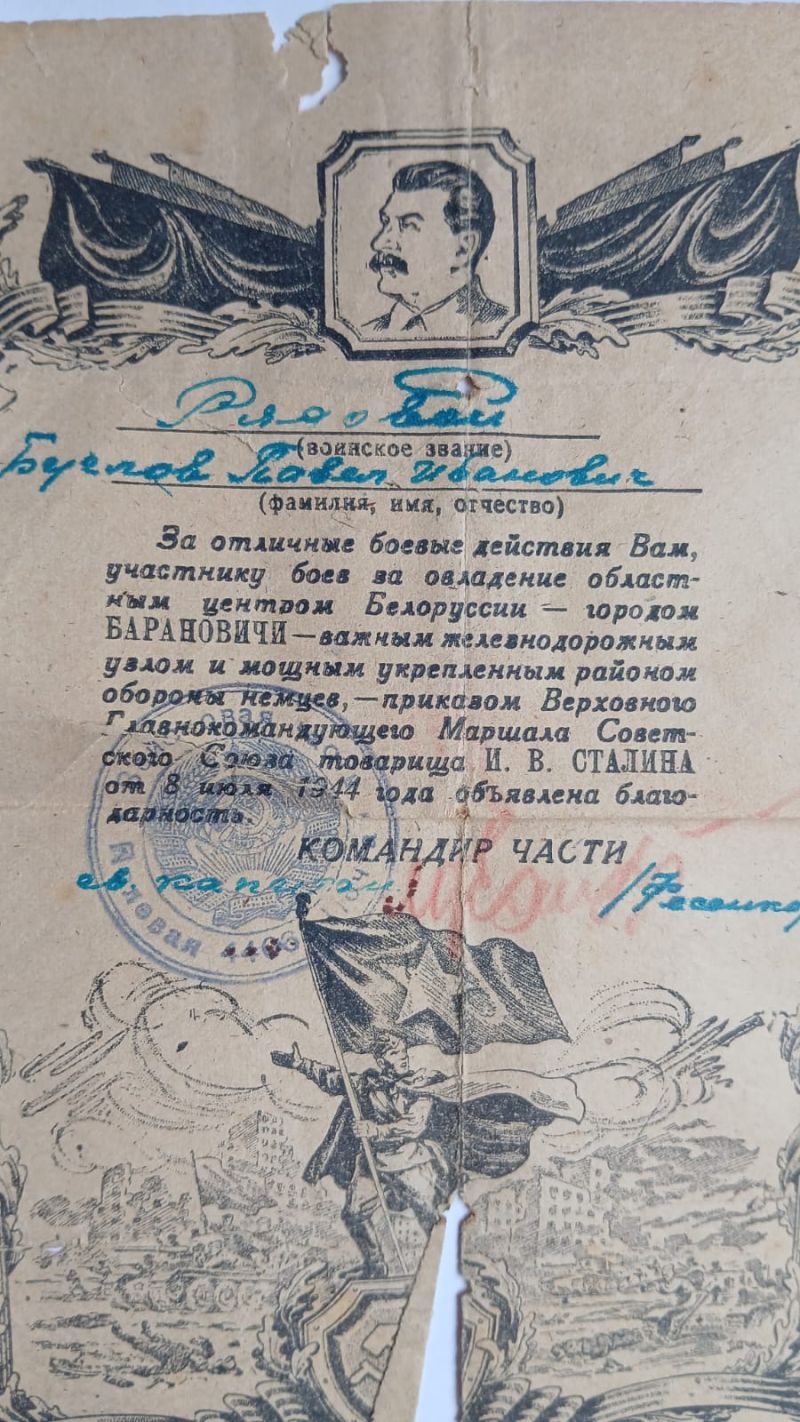 Рядовой
(воинское звание)
Павел Иванович
(фамилия, имя, отчество)
За отличные боевые действия Вам,
участнику боев за овладение област-
ным центром Белоруссии — городом
БАРАНОВИЧИ — важным железнодорожным
узлом и мощным укрепленным районом
обороны немцев, — приказом Верховного
Главнокомандующего Маршала Совет-
ского Союза товарища И. В. СТАЛИНА
от 8 июля 1944 года объявлена благо-
дарность.
КОМАНДИР ЧАСТИ
гв. капитан